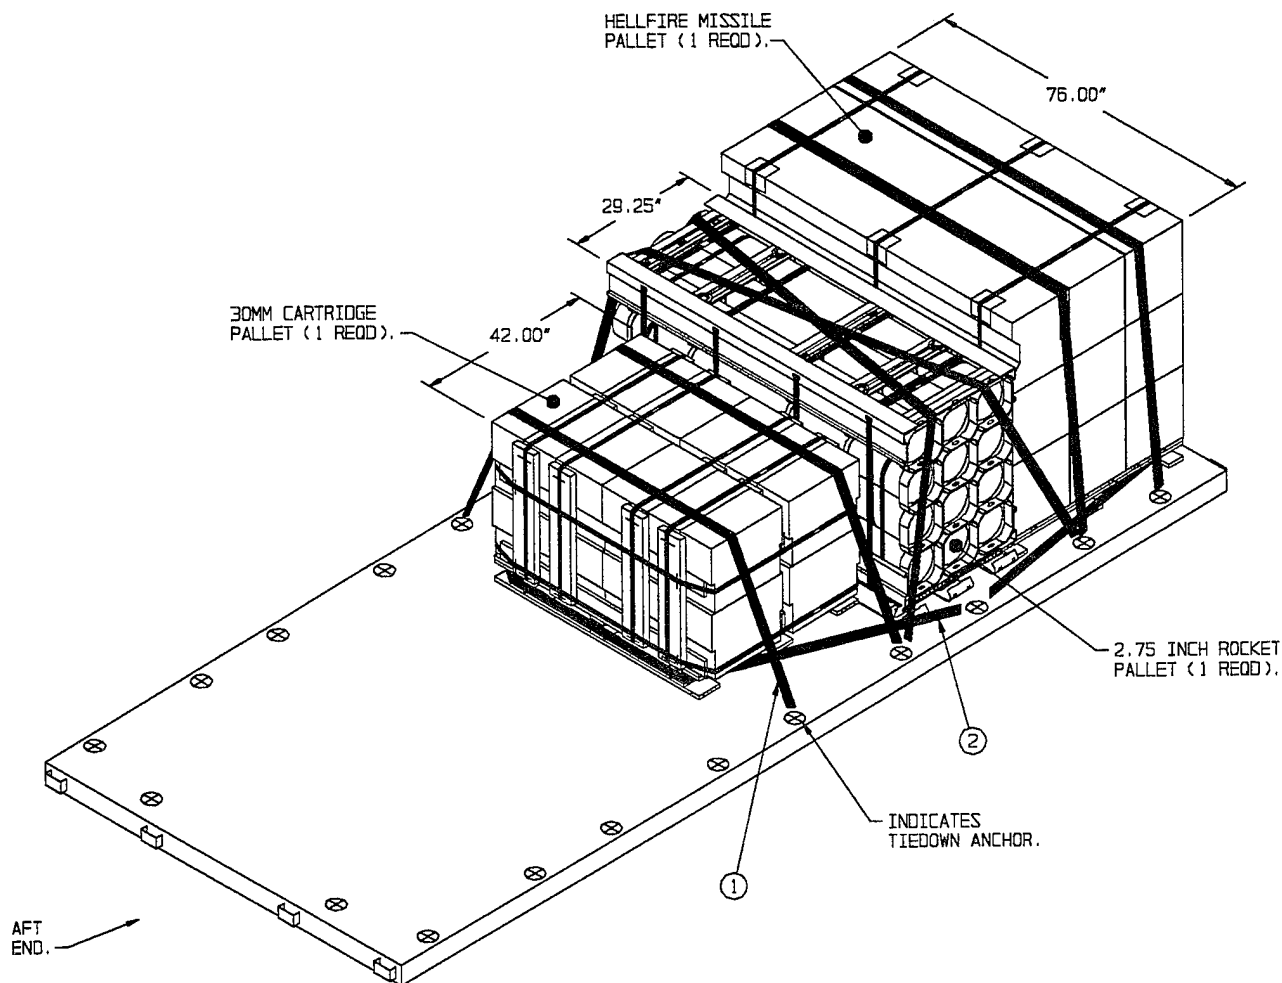 HELLFIRE MISSILE
PALLET (1 REQD).
76.00"
29.25"
30MM CARTRIDGE
PALLET (1 REQD).
42.00"
2.75 INCH ROCKET
PALLET (1 REQD).
2
INDICATES
TIEDOWN ANCHOR.
1
AFT
END.